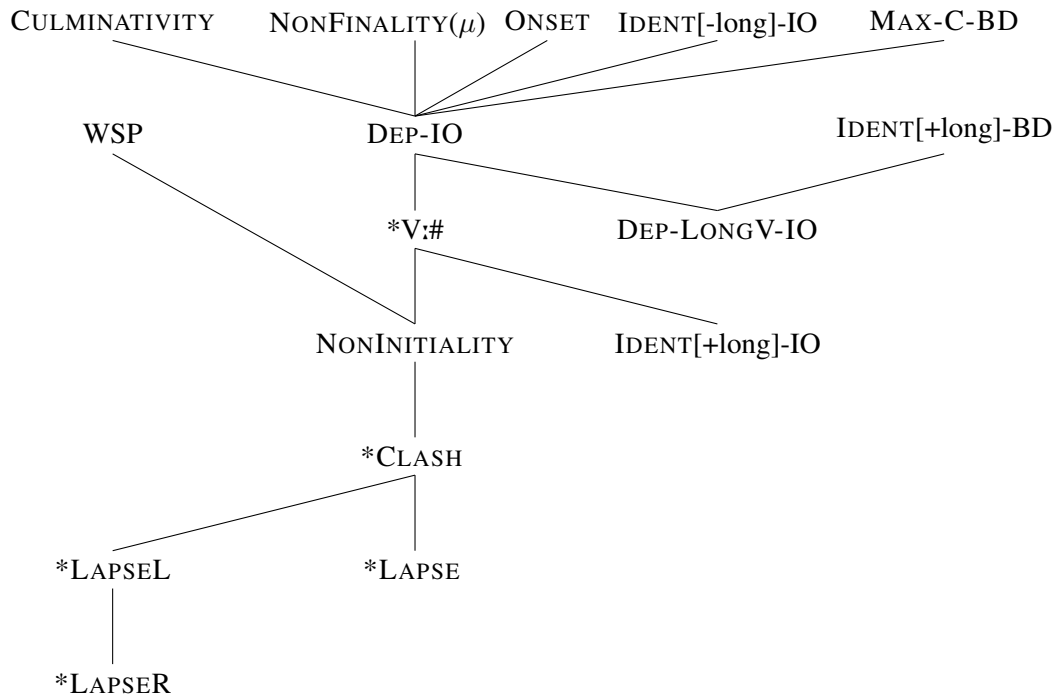 CULMINATIVITY NONFINALITY(μ) ONSET IDENT[-long]-IO MAX-C-BD
WSP DEP-IO IDENT[+long]-BD
*Vː# DEP-LONGV-IO
NONINITIALITY IDENT[+long]-IO
*CLASH
*LAPSEL *LAPSE
*LAPSER